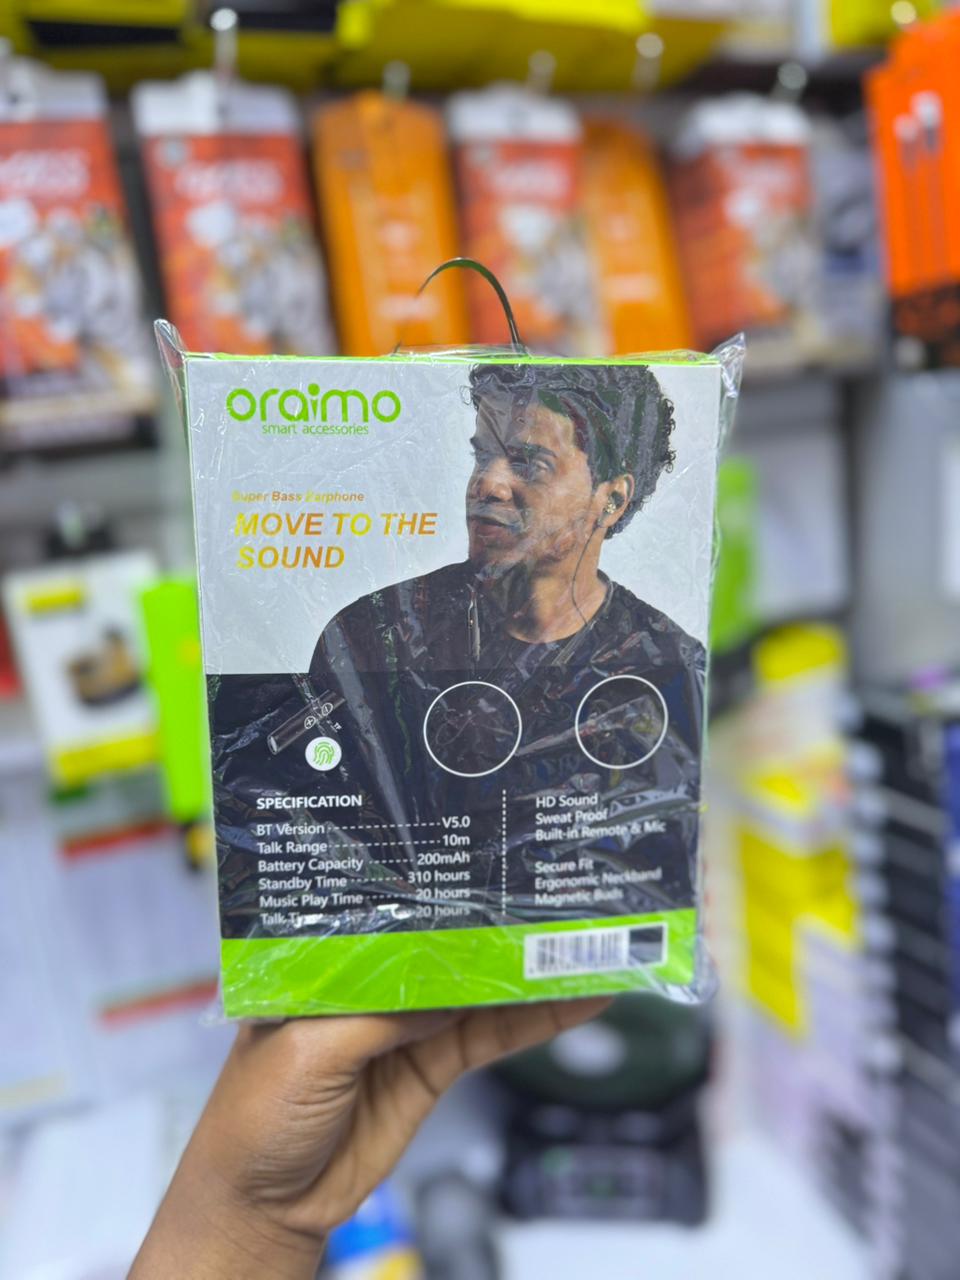 oraimo
smart accessories
Super Bass Earphone
MOVE TO THE
SOUND
SPECIFICATION
BT Version V5.0
Talk Range 10m
Battery Capacity 200mAh
Standby Time 310 hours
Music Play Time 20 hours
Talk Time 20 hours
HD Sound
Sweat Proof
Built-in Remote & Mic
Secure Fit
Ergonomic Neckband
Magnetic Buds